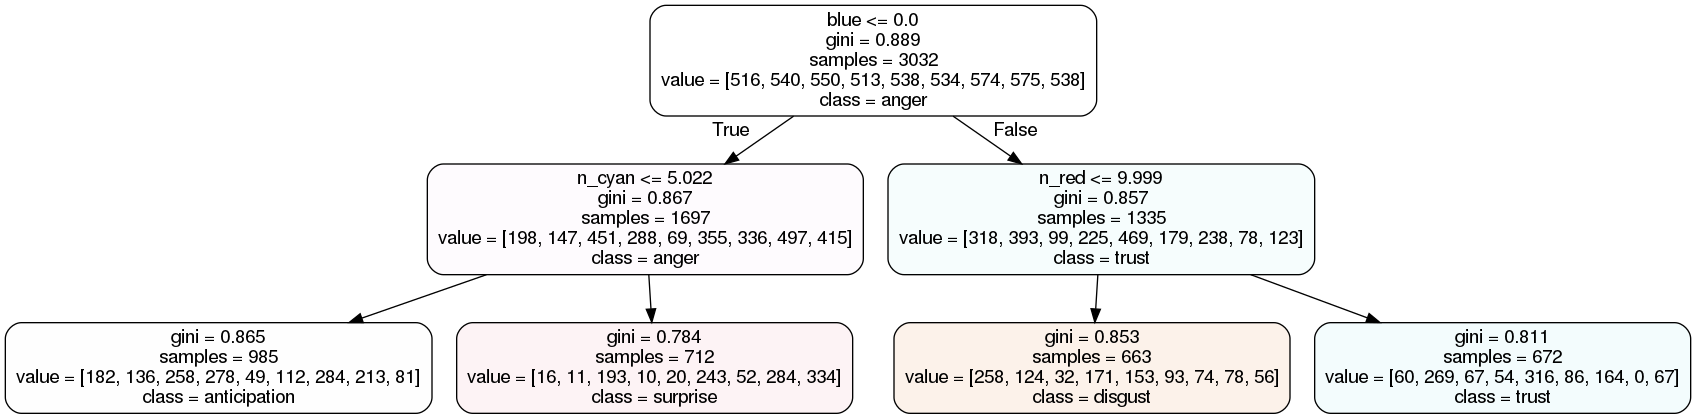 blue <= 0.0
gini = 0.889
samples = 3032
value = [516, 540, 550, 513, 538, 534, 574, 575, 538]
class = anger
True
False
n_cyan <= 5.022
gini = 0.867
samples = 1697
value = [198, 147, 451, 288, 69, 355, 336, 497, 415]
class = anger
n_red <= 9.999
gini = 0.857
samples = 1335
value = [318, 393, 99, 225, 469, 179, 238, 78, 123]
class = trust
gini = 0.865
samples = 985
value = [182, 136, 258, 278, 49, 112, 284, 213, 81]
class = anticipation
gini = 0.784
samples = 712
value = [16, 11, 193, 10, 20, 243, 52, 284, 334]
class = surprise
gini = 0.853
samples = 663
value = [258, 124, 32, 171, 153, 93, 74, 78, 56]
class = disgust
gini = 0.811
samples = 672
value = [60, 269, 67, 54, 316, 86, 164, 0, 67]
class = trust